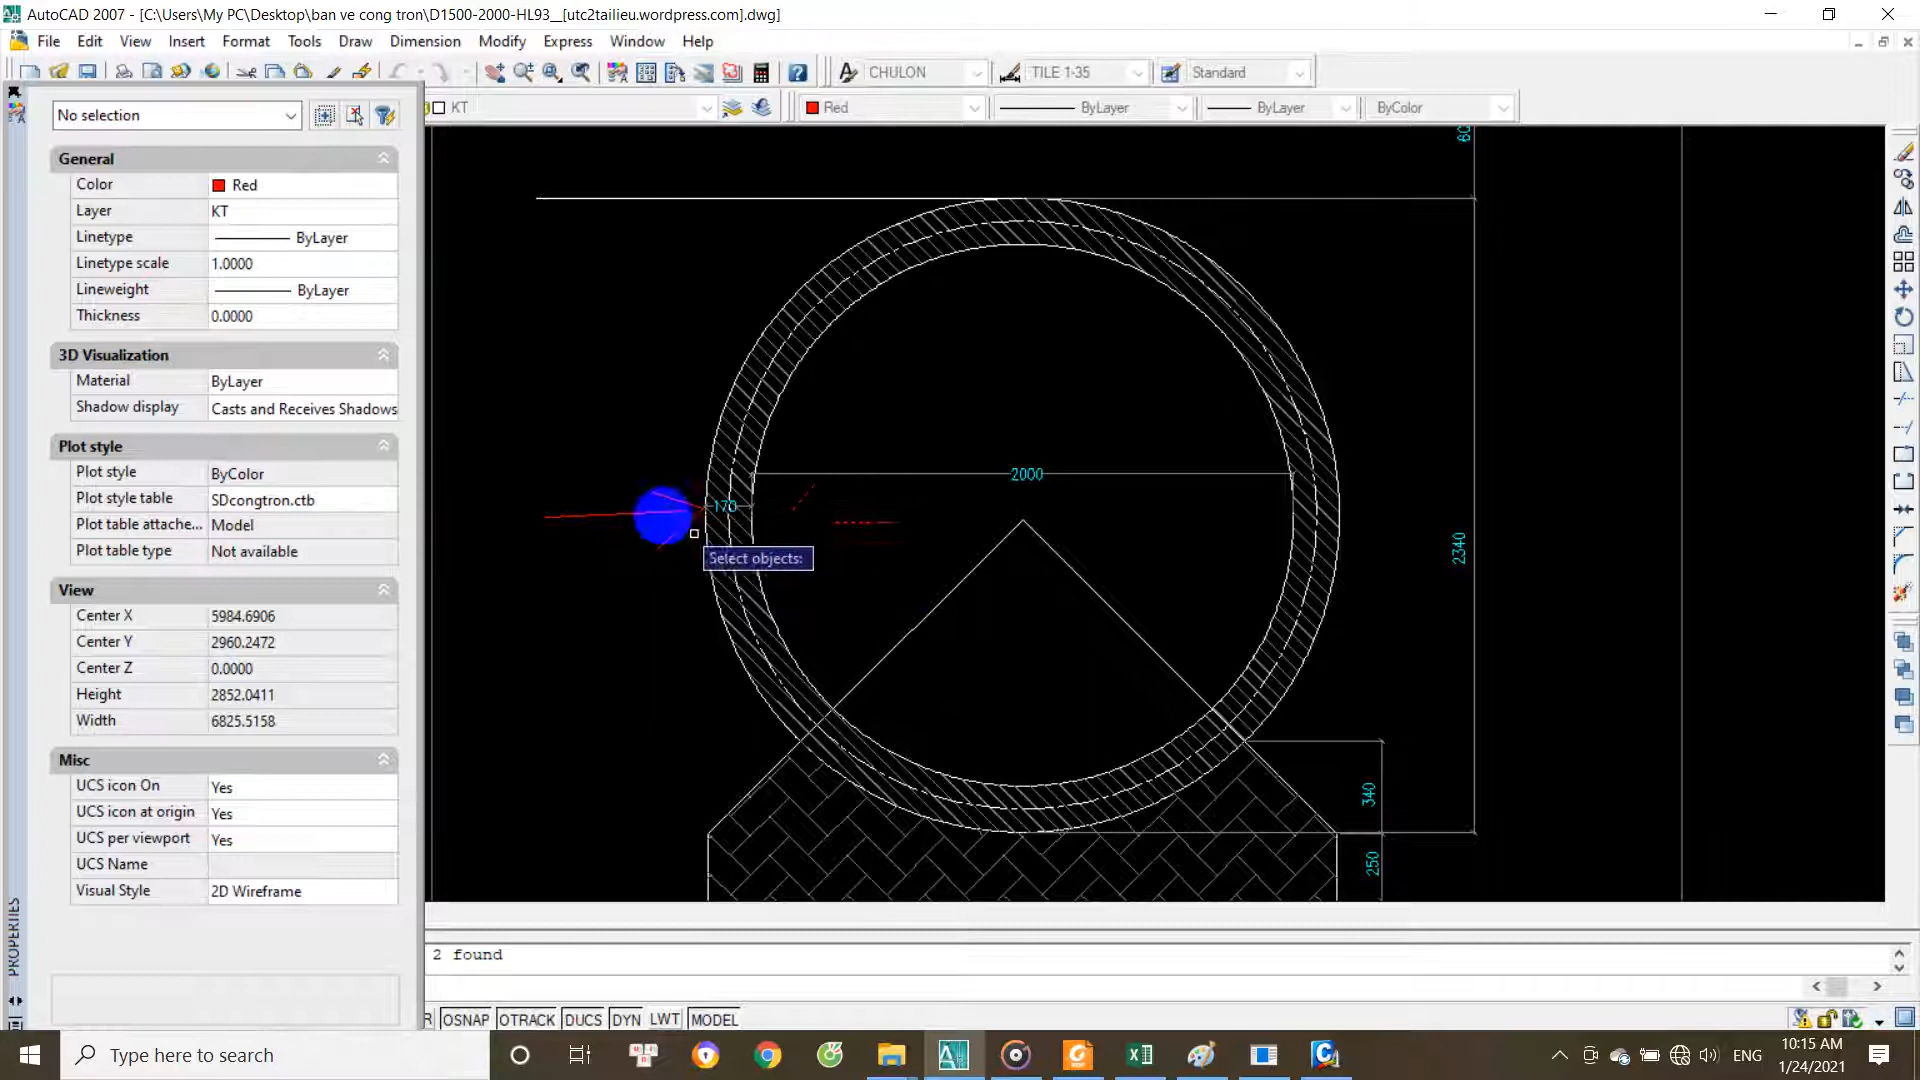 AutoCAD 2007 - [C:\Users\My PC\Desktop\ban ve cong tron\D1500-2000-HL93__[utc2tailieu.wordpress.com].dwg]
File Edit View Insert Format Tools Draw Dimension Modify Express Window Help
CHULON TILE 1-35 Standard
KT Red ByLayer ByLayer ByColor
No selection
General
Color Red
Layer KT
Linetype ByLayer
Linetype scale 1.0000
Lineweight ByLayer
Thickness 0.0000
3D Visualization
Material ByLayer
Shadow display Casts and Receives Shadows
Plot style
Plot style ByColor
Plot style table SDcongtron.ctb
Plot table attache... Model
Plot table type Not available
View
Center X 5984.6906
Center Y 2960.2472
Center Z 0.0000
Height 2852.0411
Width 6825.5158
Misc
UCS icon On Yes
UCS icon at origin Yes
UCS per viewport Yes
UCS Name
Visual Style 2D Wireframe
PROPERTIES
60
2000
170
Select objects:
2340
340
250
2 found
R OSNAP OTRACK DUCS DYN LWT MODEL
Type here to search
ENG
10:15 AM
1/24/2021